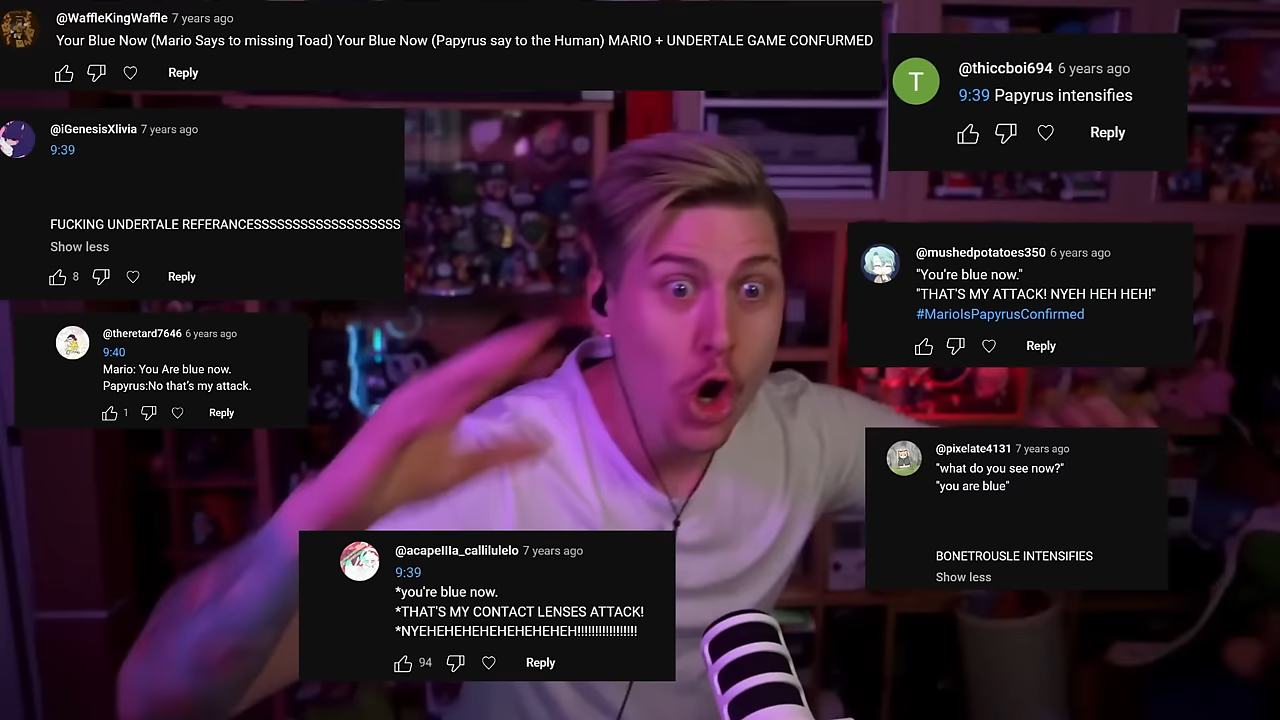 @WaffleKingWaffle 7 years ago
Your Blue Now (Mario Says to missing Toad) Your Blue Now (Papyrus say to the Human) MARIO + UNDERTALE GAME CONFURMED
Reply
@thiccboi694 6 years ago
T
9:39 Papyrus intensifies
Reply
@iGenesisXlivia 7 years ago
9:39
FUCKING UNDERTALE REFERANCESSSSSSSSSSSSSSSSSSS
Show less
8 Reply
@mushedpotatoes350 6 years ago
"You're blue now."
"THAT'S MY ATTACK! NYEH HEH HEH!"
#MarioIsPapyrusConfirmed
Reply
@theretard7646 6 years ago
9:40
Mario: You Are blue now.
Papyrus:No that's my attack.
1 Reply
@pixelate4131 7 years ago
"what do you see now?"
"you are blue"
BONETROUSLE INTENSIFIES
Show less
@acapellla_callilulelo 7 years ago
9:39
*you're blue now.
*THAT'S MY CONTACT LENSES ATTACK!
*NYEHEHEHEHEHEHEHEH!!!!!!!!!!!!!!!!!
94 Reply